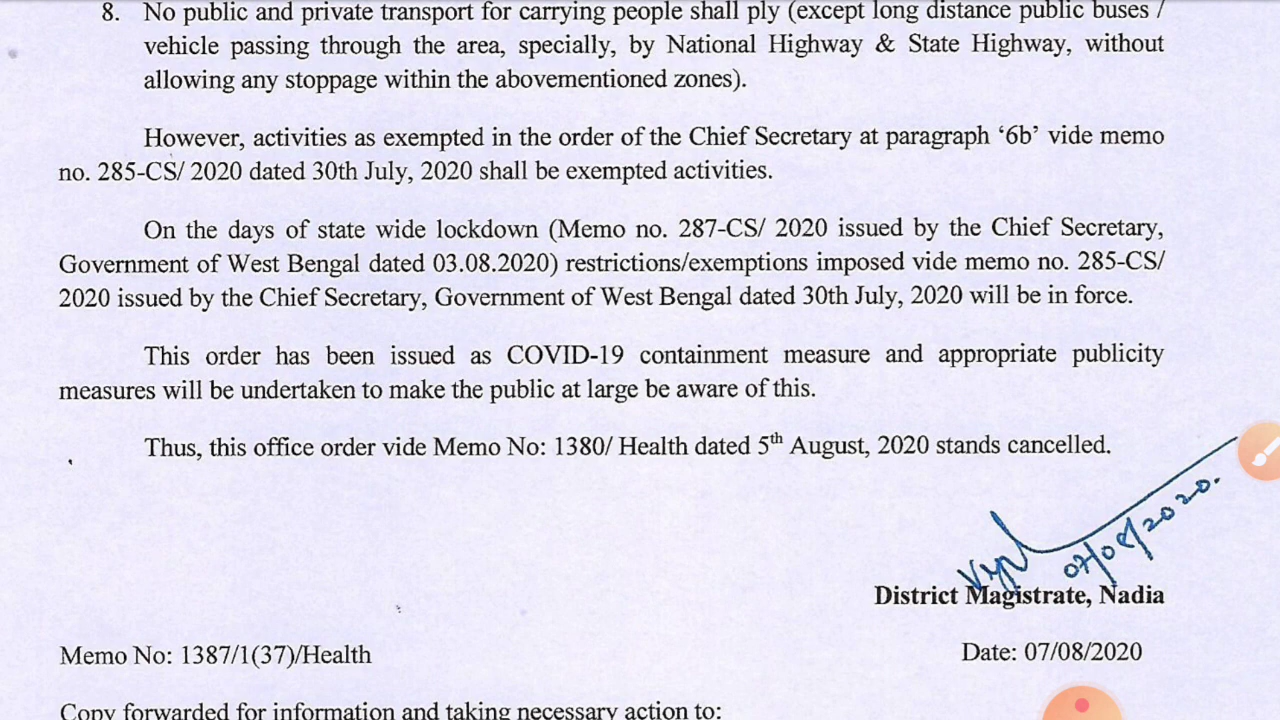 8. No public and private transport for carrying people shall ply (except long distance public buses /
vehicle passing through the area, specially, by National Highway & State Highway, without
allowing any stoppage within the abovementioned zones).
However, activities as exempted in the order of the Chief Secretary at paragraph ‘6b’ vide memo
no. 285-CS/ 2020 dated 30th July, 2020 shall be exempted activities.
On the days of state wide lockdown (Memo no. 287-CS/ 2020 issued by the Chief Secretary,
Government of West Bengal dated 03.08.2020) restrictions/exemptions imposed vide memo no. 285-CS/
2020 issued by the Chief Secretary, Government of West Bengal dated 30th July, 2020 will be in force.
This order has been issued as COVID-19 containment measure and appropriate publicity
measures will be undertaken to make the public at large be aware of this.
Thus, this office order vide Memo No: 1380/ Health dated 5th August, 2020 stands cancelled.
07/08/2020.
District Magistrate, Nadia
Memo No: 1387/1(37)/Health
Date: 07/08/2020
Copy forwarded for information and taking necessary action to: